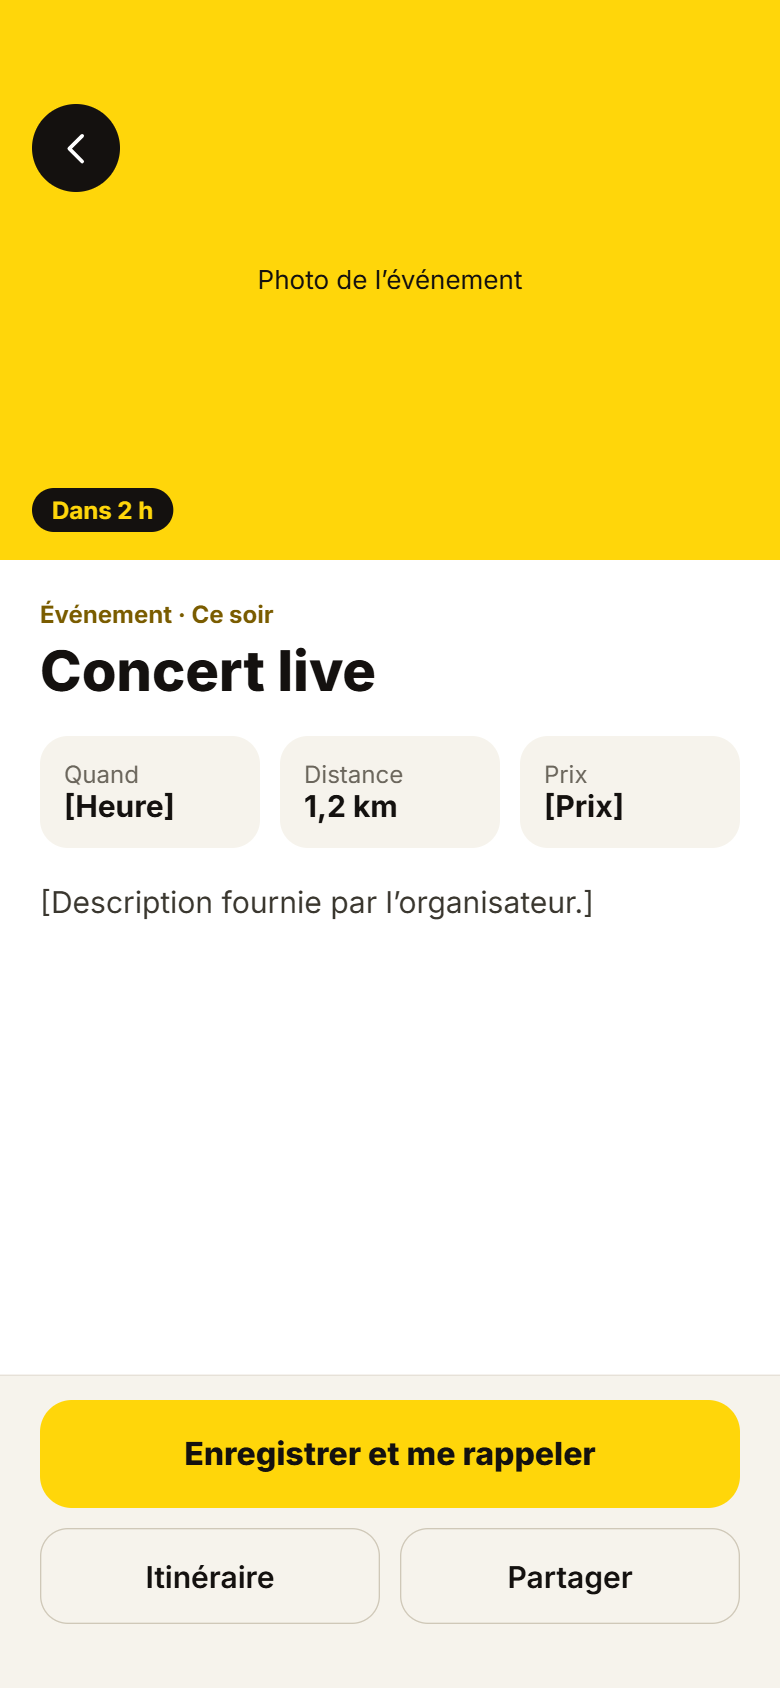 Photo de l’événement
Dans 2 h
Événement · Ce soir
Concert live
Quand
[Heure]
Distance
1,2 km
Prix
[Prix]
[Description fournie par l’organisateur.]
Enregistrer et me rappeler
Itinéraire
Partager